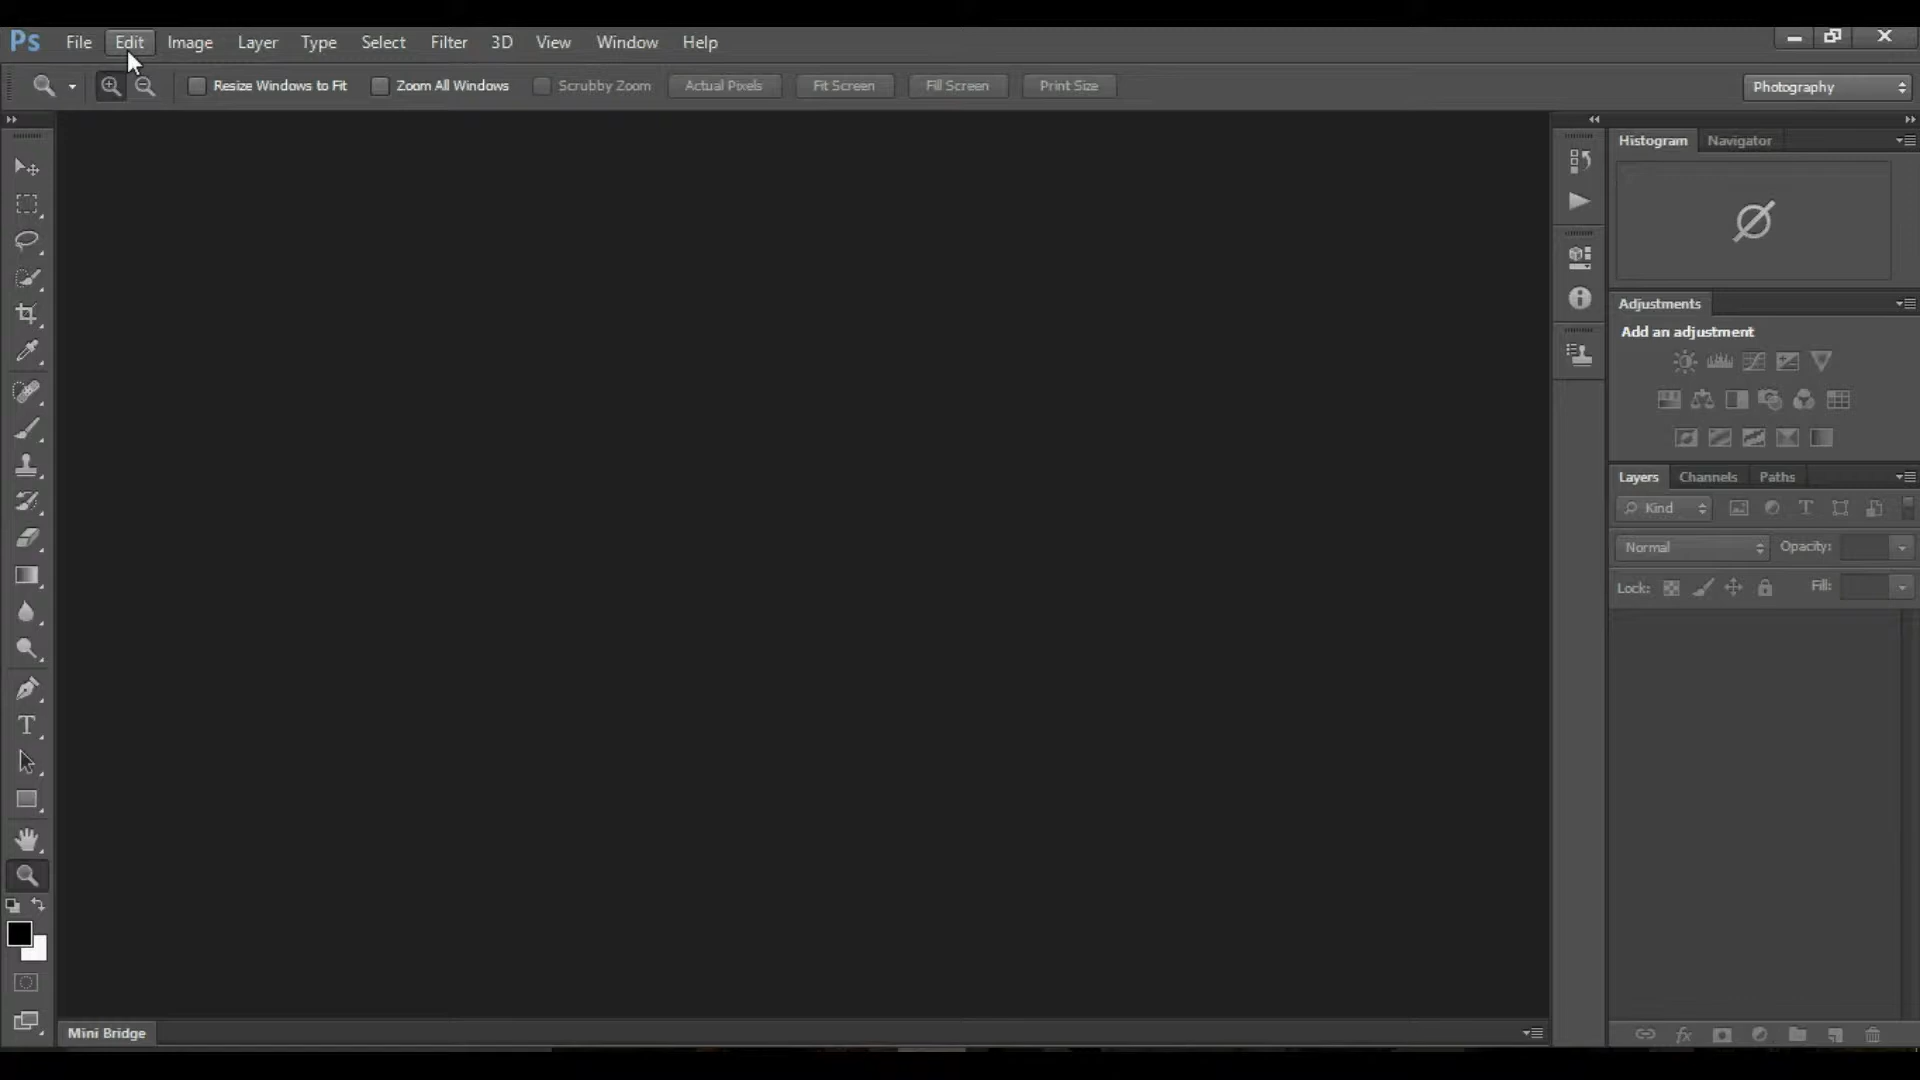 Ps File Edit Image Layer Type Select Filter 3D View Window Help
Resize Windows to Fit Zoom All Windows Scrubby Zoom Actual Pixels Fit Screen Fill Screen Print Size Photography
Histogram Navigator
Adjustments
Add an adjustment
Layers Channels Paths
Kind T
Normal Opacity:
Lock: Fill:
T
Mini Bridge fx